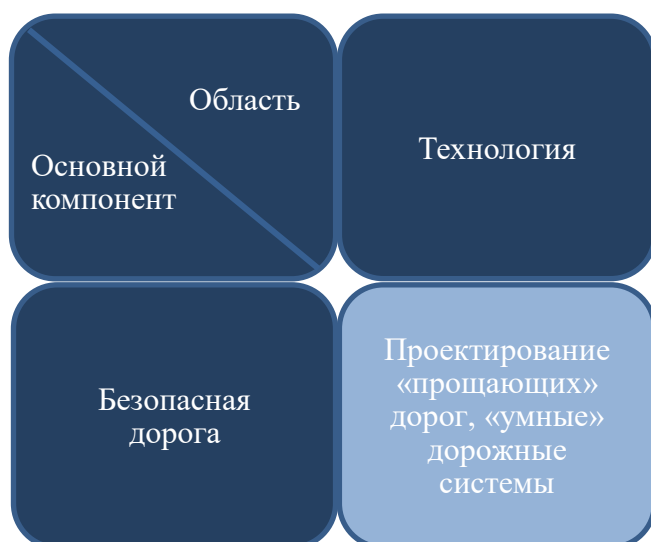 Область
Основной
компонент
Технология
Безопасная
дорога
Проектирование
«прощающих»
дорог, «умные»
дорожные
системы